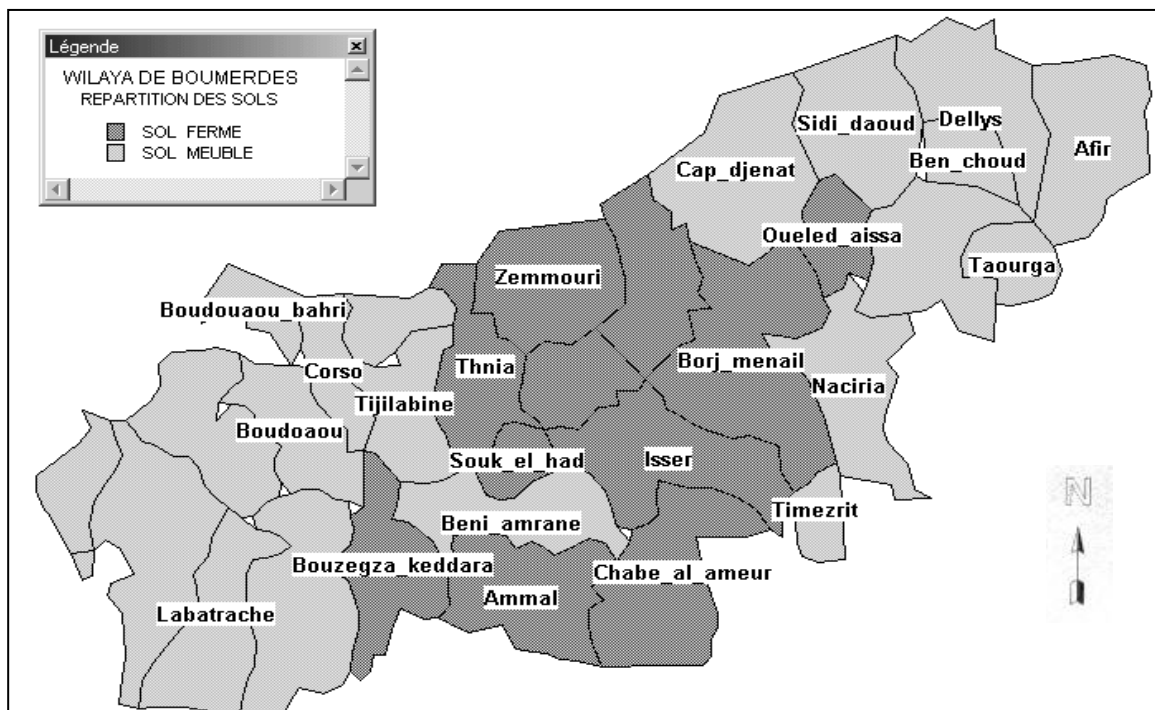 Légende
WILAYA DE BOUMERDES
REPARTITION DES SOLS
SOL FERME
SOL MEUBLE
Sidi_daoud
Dellys
Afir
Ben_choud
Cap_djenat
Oueled_aissa
Taourga
Zemmouri
Boudouaou_bahri
Thnia
Borj_menail
Corso
Naciria
Tijilabine
Boudoaou
Souk_el_had
Isser
N
Timezrit
Beni_amrane
Bouzegza_keddara
Chabe_al_ameur
Ammal
Labatrache